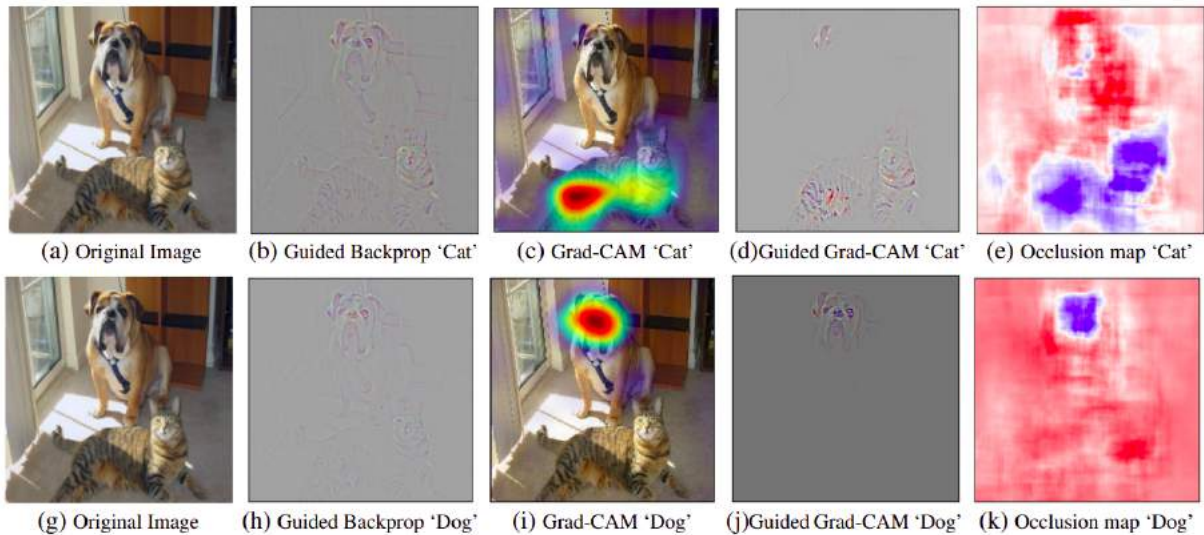 (a) Original Image
(b) Guided Backprop ‘Cat’
(c) Grad-CAM ‘Cat’
(d)Guided Grad-CAM ‘Cat’
(e) Occlusion map ‘Cat’
(g) Original Image
(h) Guided Backprop ‘Dog’
(i) Grad-CAM ‘Dog’
(j)Guided Grad-CAM ‘Dog’
(k) Occlusion map ‘Dog’